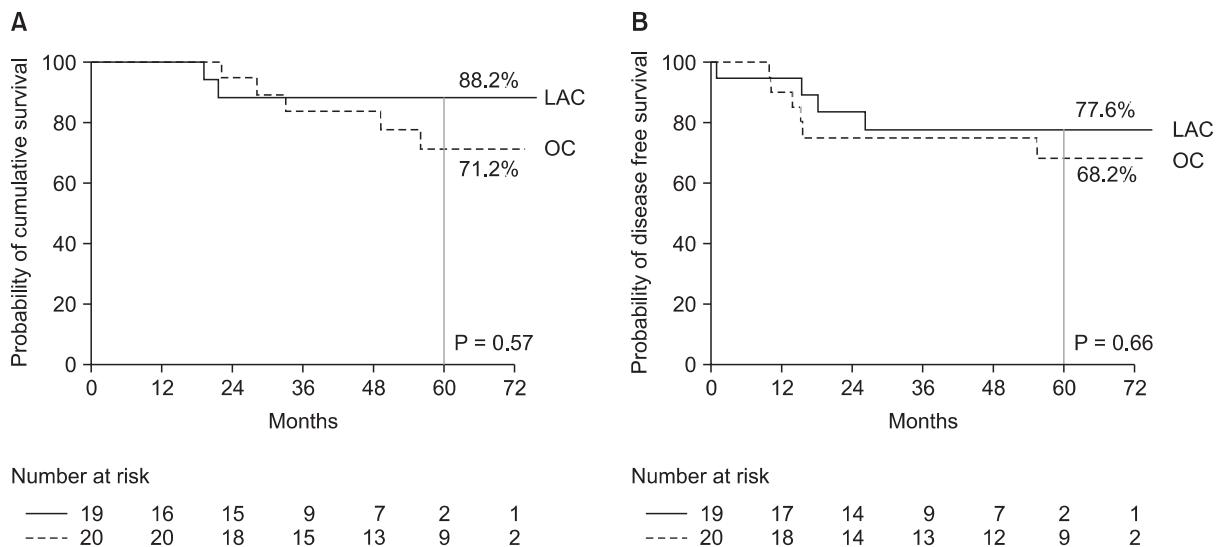 A
Probability of cumulative survival
100
80
60
40
20
0
88.2%
LAC
OC
71.2%
P = 0.57
0 12 24 36 48 60 72
Months
Number at risk
19 16 15 9 7 2 1
20 20 18 15 13 9 2
B
Probability of disease free survival
100
80
60
40
20
0
77.6%
LAC
OC
68.2%
P = 0.66
0 12 24 36 48 60 72
Months
Number at risk
19 17 14 9 7 2 1
20 18 14 13 12 9 2